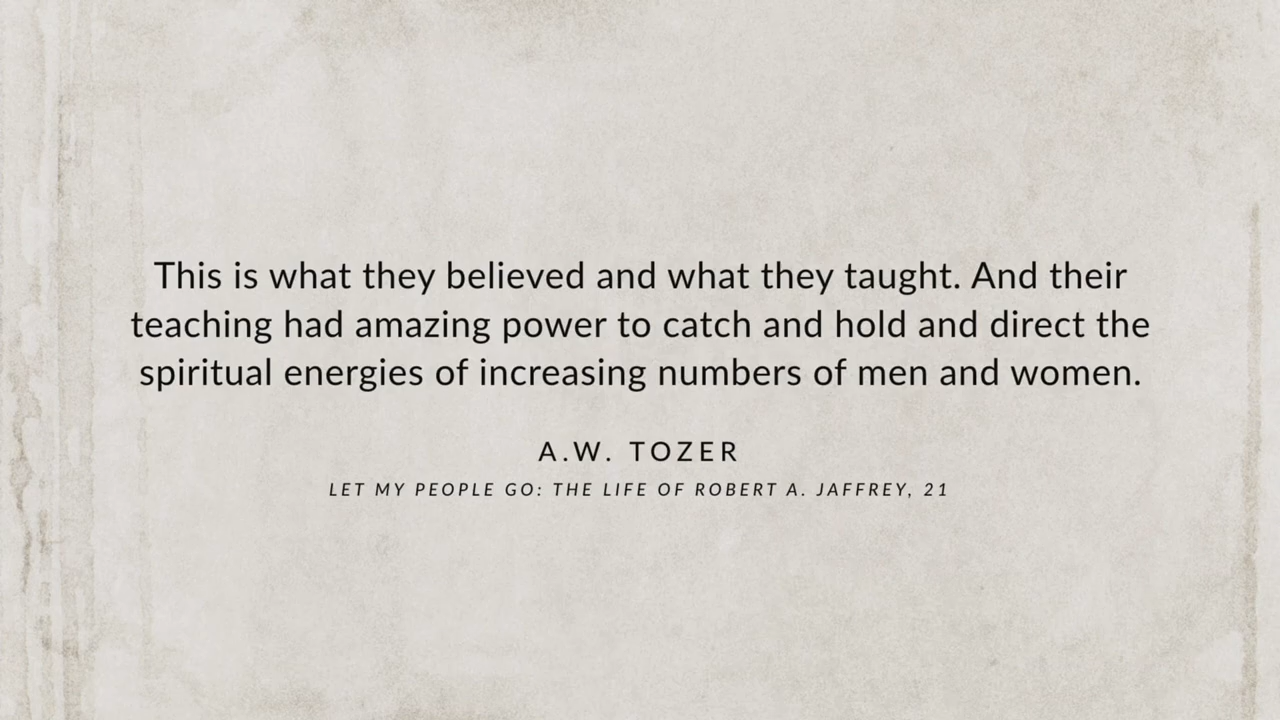 This is what they believed and what they taught. And their
teaching had amazing power to catch and hold and direct the
spiritual energies of increasing numbers of men and women.
A.W. TOZER
LET MY PEOPLE GO: THE LIFE OF ROBERT A. JAFFREY, 21